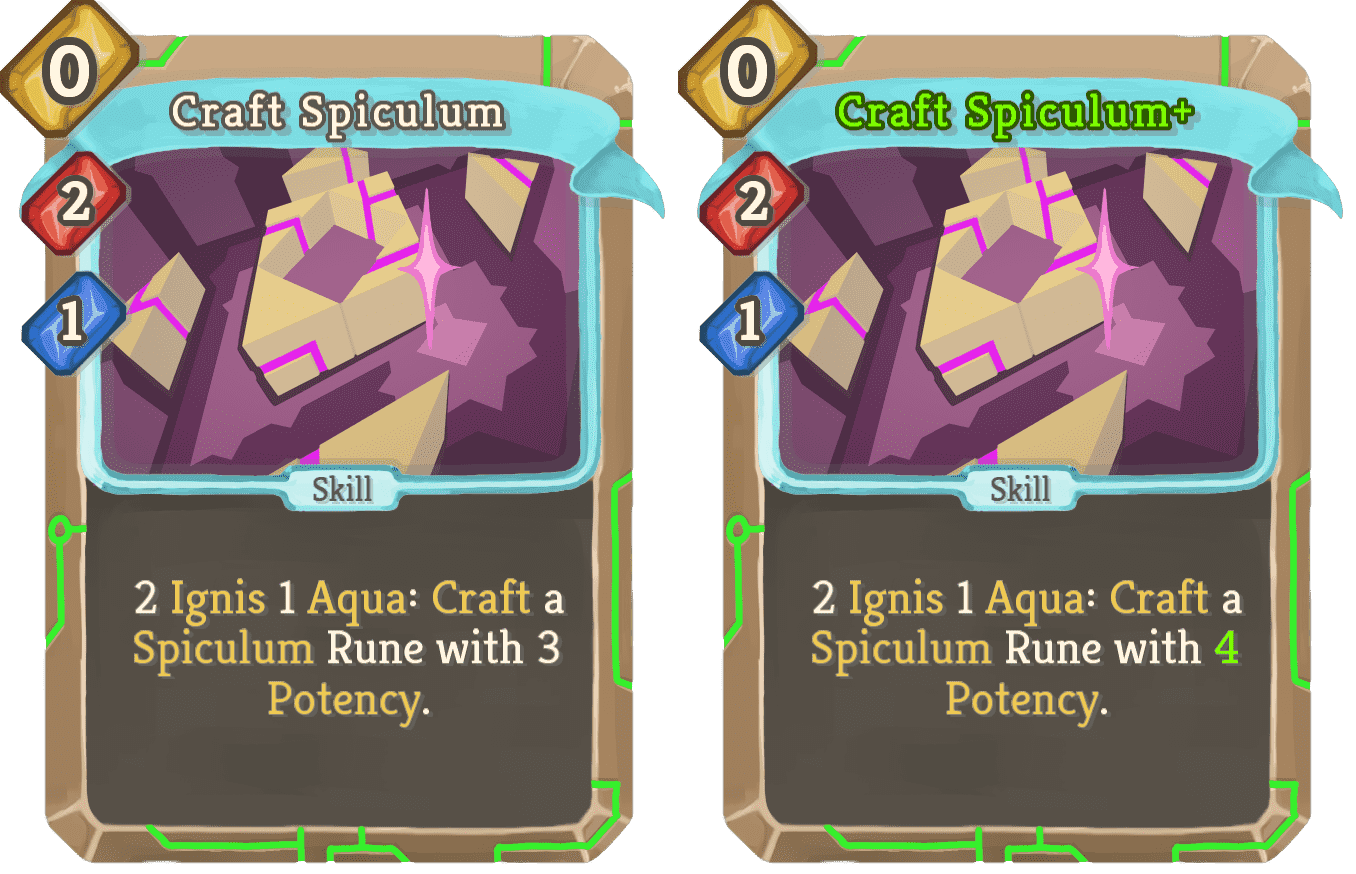 0
Craft Spiculum
2
1
Skill
2 Ignis 1 Aqua: Craft a
Spiculum Rune with 3
Potency.
0
Craft Spiculum+
2
1
Skill
2 Ignis 1 Aqua: Craft a
Spiculum Rune with 4
Potency.